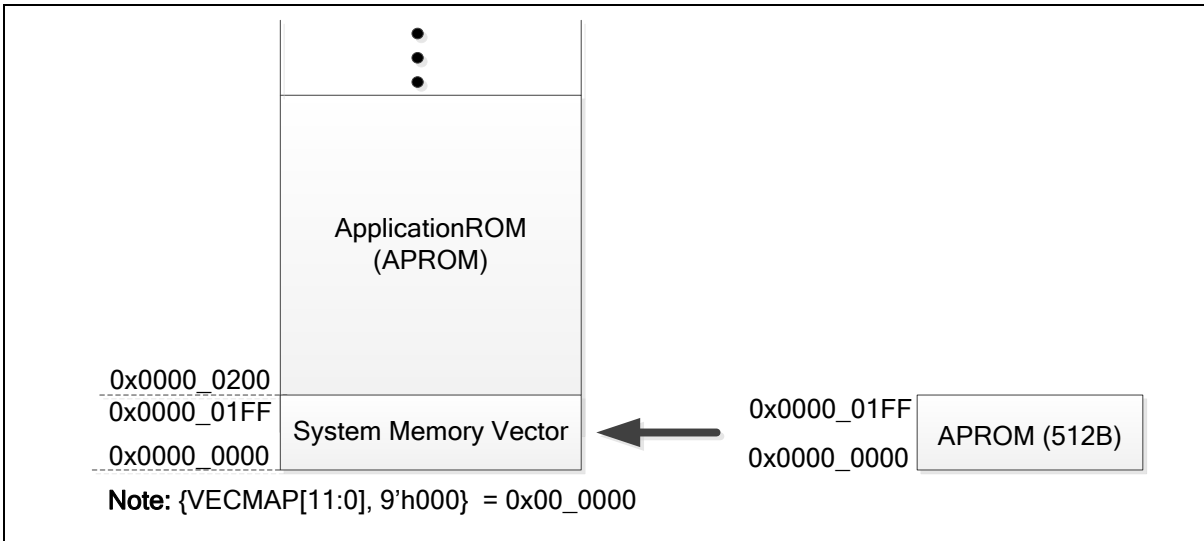 ApplicationROM
(APROM)
0x0000_0200
0x0000_01FF
System Memory Vector
0x0000_0000
0x0000_01FF
APROM (512B)
0x0000_0000
Note: {VECMAP[11:0], 9’h000} = 0x00_0000